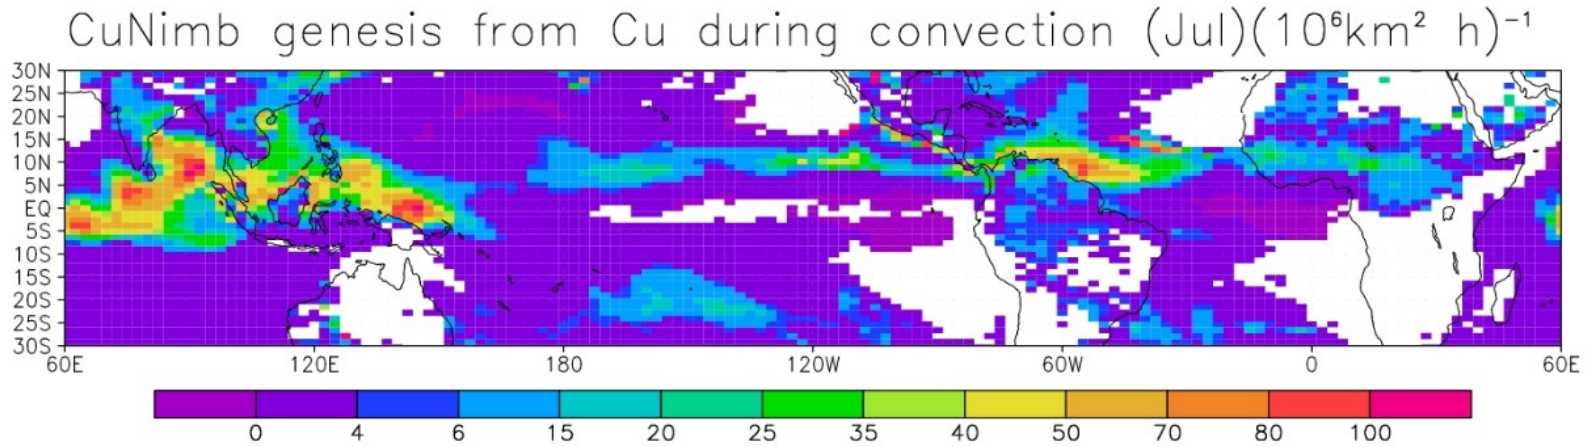 CuNimb genesis from Cu during convection (Jul)(10⁶km² h)⁻¹
30N
25N
20N
15N
10N
5N
EQ
5S
10S
15S
20S
25S
30S
60E 120E 180 120W 60W 0 60E
0 4 6 15 20 25 35 40 50 70 80 100